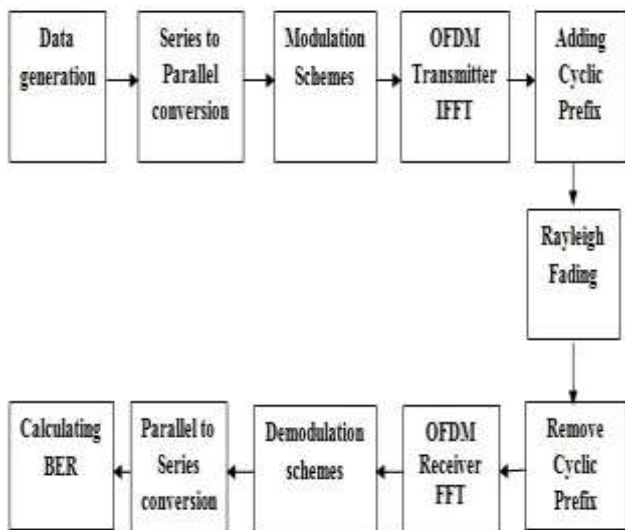 Data
generation
Series to
Parallel
conversion
Modulation
Schemes
OFDM
Transmitter
IFFT
Adding
Cyclic
Prefix
Rayleigh
Fading
Calculating
BER
Parallel to
Series
conversion
Demodulation
schemes
OFDM
Receiver
FFT
Remove
Cyclic
Prefix